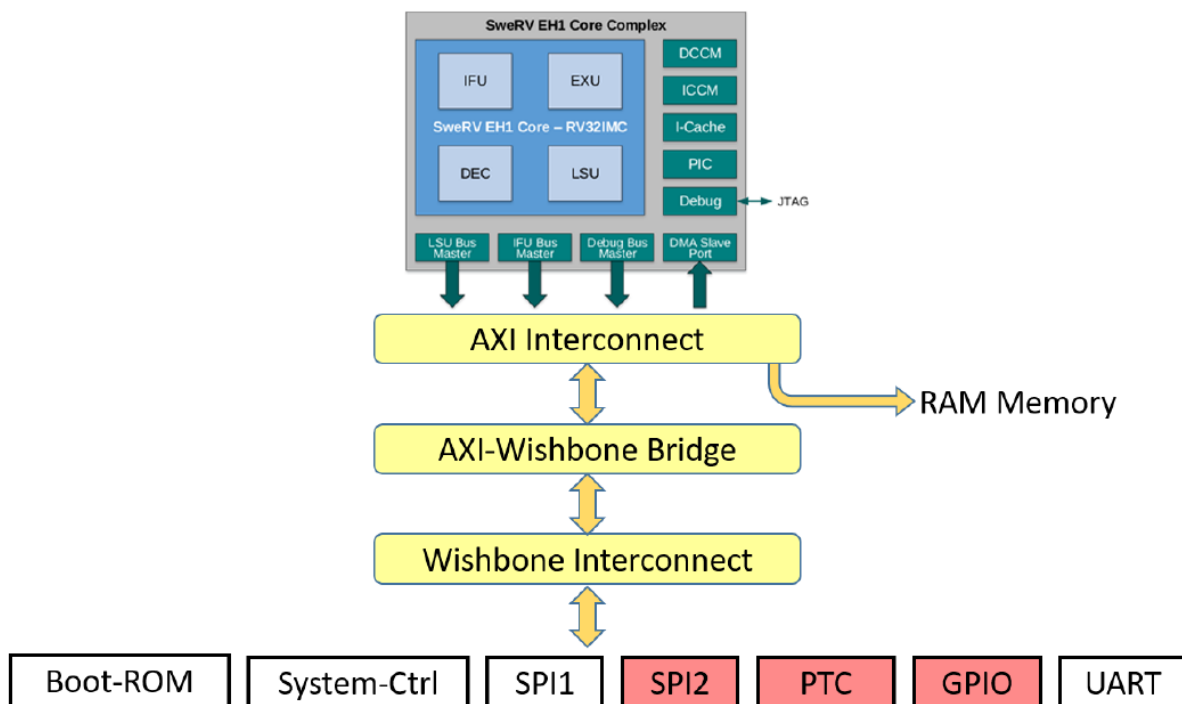 SweRV EH1 Core Complex
IFU
EXU
SweRV EH1 Core – RV32IMC
DEC
LSU
DCCM
ICCM
I-Cache
PIC
Debug
JTAG
LSU Bus
Master
IFU Bus
Master
Debug Bus
Master
DMA Slave
Port
AXI Interconnect
RAM Memory
AXI-Wishbone Bridge
Wishbone Interconnect
Boot-ROM
System-Ctrl
SPI1
SPI2
PTC
GPIO
UART